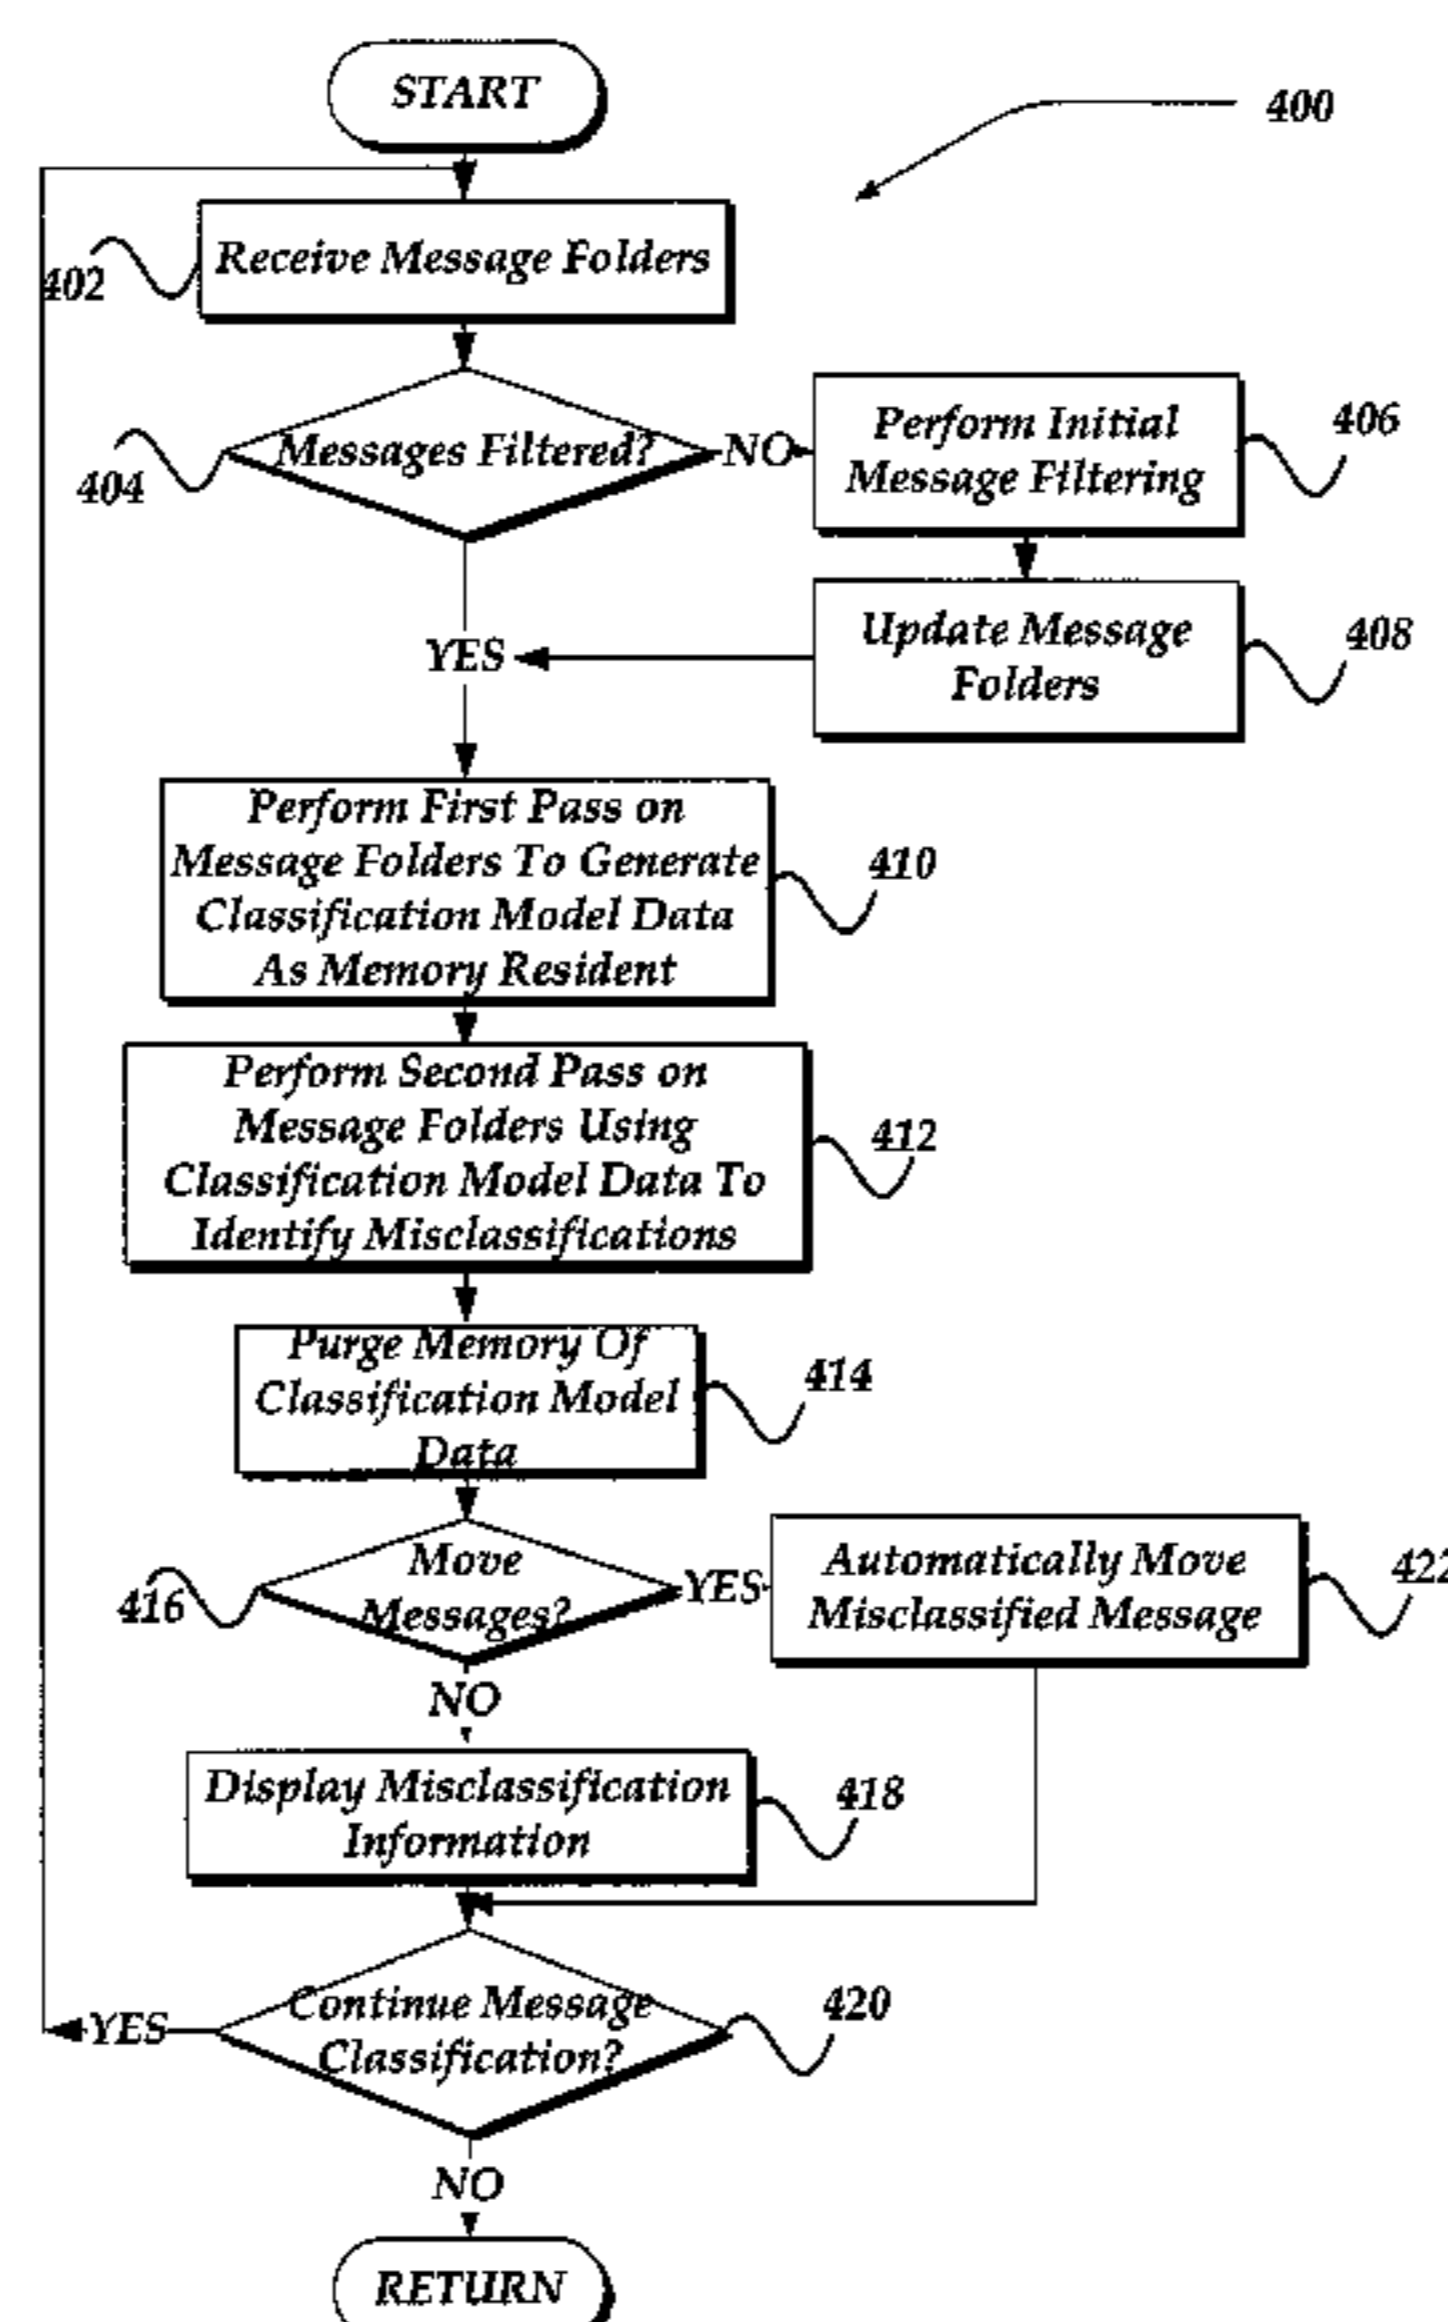 START
400
Receive Message Folders
402
Messages Filtered?
NO
404
Perform Initial
Message Filtering
406
Update Message
Folders
408
YES
Perform First Pass on
Message Folders To Generate
Classification Model Data
As Memory Resident
410
Perform Second Pass on
Message Folders Using
Classification Model Data To
Identify Misclassifications
412
Purge Memory Of
Classification Model
Data
414
Move
Messages?
416
YES
Automatically Move
Misclassified Message
422
NO
Display Misclassification
Information
418
Continue Message
Classification?
420
YES
NO
RETURN